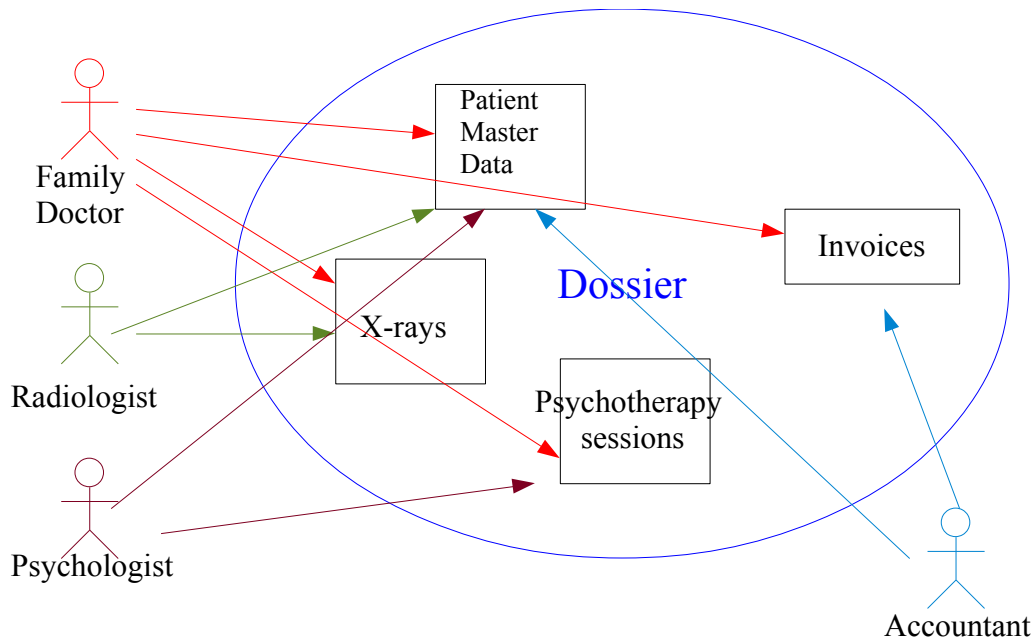 Patient
Master
Data
Family
Doctor
Invoices
Dossier
X-rays
Radiologist
Psychotherapy
sessions
Psychologist
Accountant